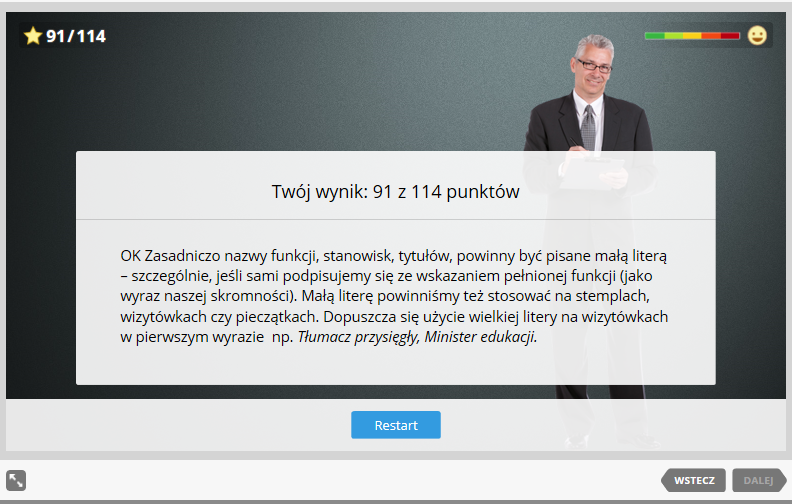 91/114
Twój wynik: 91 z 114 punktów
OK Zasadniczo nazwy funkcji, stanowisk, tytułów, powinny być pisane małą literą
– szczególnie, jeśli sami podpisujemy się ze wskazaniem pełnionej funkcji (jako
wyraz naszej skromności). Małą literę powinniśmy też stosować na stemplach,
wizytówkach czy pieczątkach. Dopuszcza się użycie wielkiej litery na wizytówkach
w pierwszym wyrazie np. Tłumacz przysięgły, Minister edukacji.
Restart
WSTECZ
DALEJ